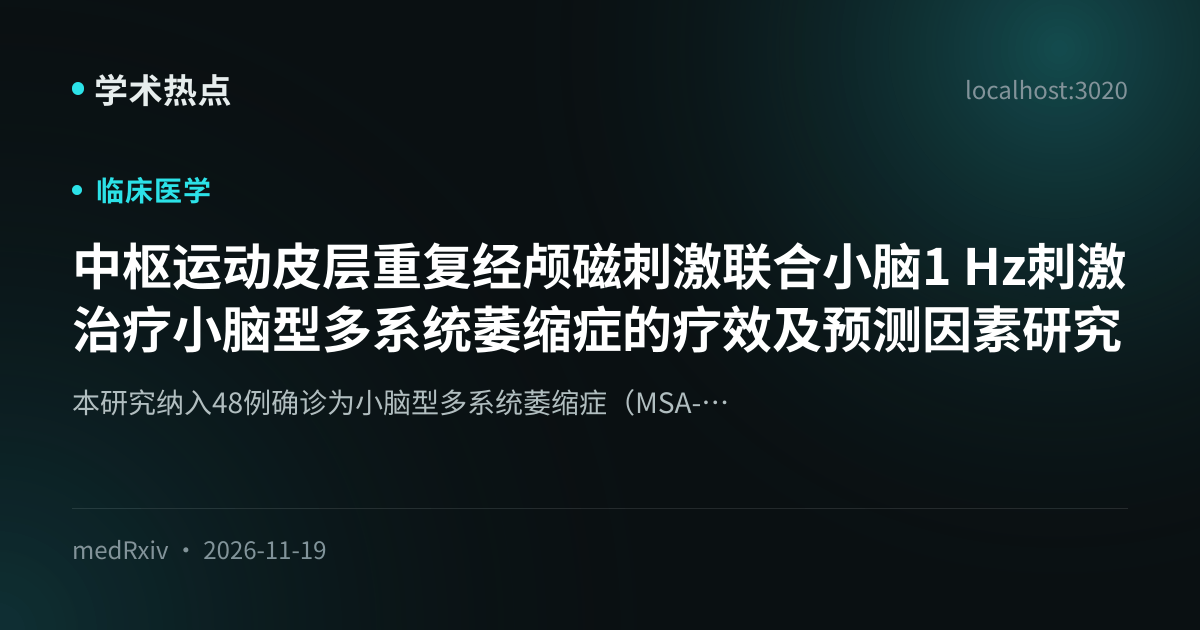 学术热点
localhost:3020
临床医学
中枢运动皮层重复经颅磁刺激联合小脑1 Hz刺激
治疗小脑型多系统萎缩症的疗效及预测因素研究
本研究纳入48例确诊为小脑型多系统萎缩症（MSA-…
medRxiv · 2026-11-19